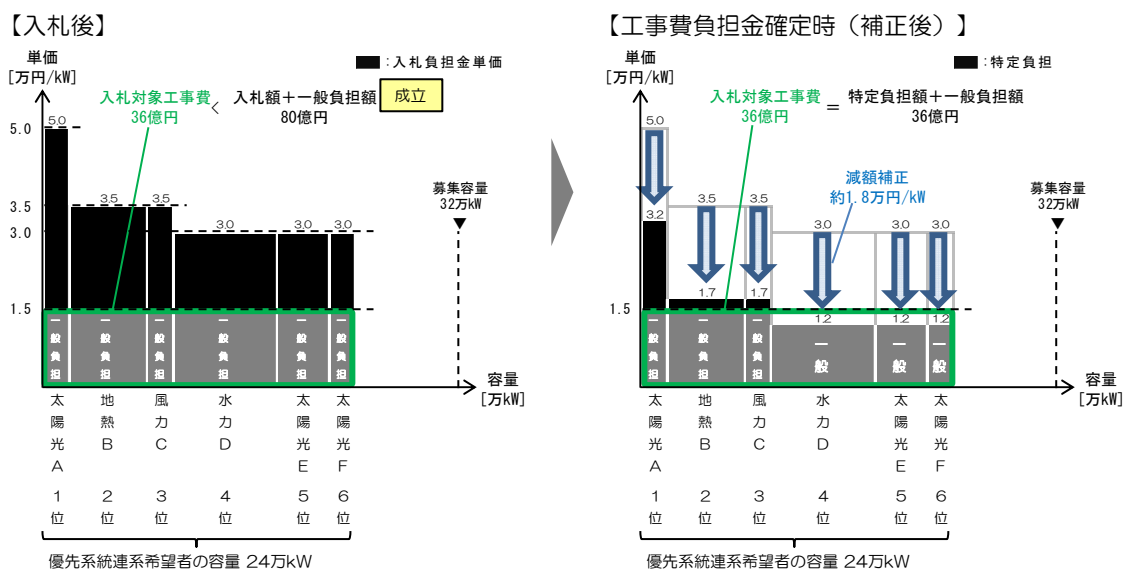 【入札後】
単価
[万円/kW]
■:入札負担金単価
入札対象工事費
36億円
<
入札額＋一般負担額
80億円
成立
5.0
5.0
3.5
3.5
3.5
3.0
3.0
3.0
3.0
1.5
募集容量
32万kW
一般負担
一般負担
一般負担
一般負担
一般負担
一般負担
容量
[万kW]
太陽光A
地熱B
風力C
水力D
太陽光E
太陽光F
1位
2位
3位
4位
5位
6位
優先系統連系希望者の容量 24万kW
【工事費負担金確定時（補正後）】
単価
[万円/kW]
■:特定負担
入札対象工事費
36億円
=
特定負担額＋一般負担額
36億円
減額補正
約1.8万円/kW
5.0
3.5
3.5
3.0
3.0
3.0
3.2
1.7
1.7
1.5
1.2
1.2
1.2
募集容量
32万kW
一般負担
一般負担
一般負担
一般
一般
一般
容量
[万kW]
太陽光A
地熱B
風力C
水力D
太陽光E
太陽光F
1位
2位
3位
4位
5位
6位
優先系統連系希望者の容量 24万kW